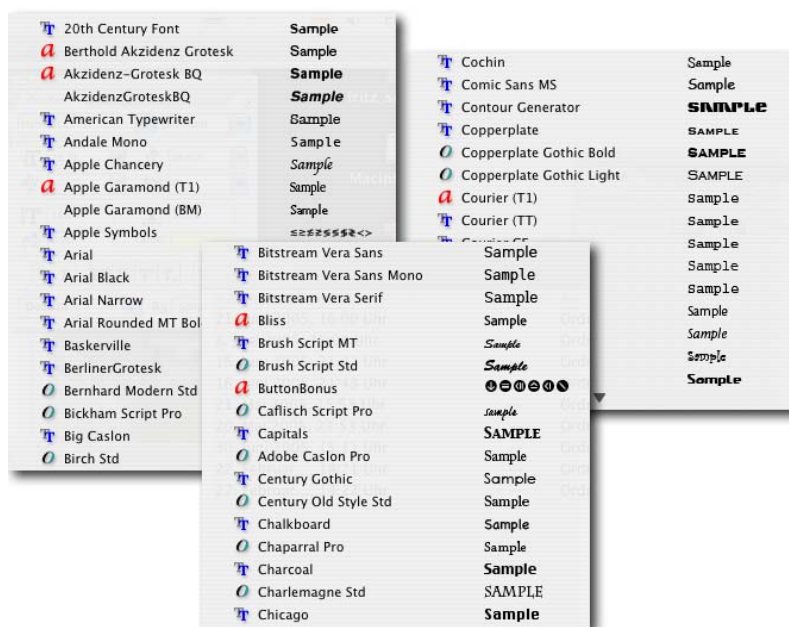 20th Century Font Sample
Berthold Akzidenz Grotesk Sample
Akzidenz-Grotesk BQ Sample
AkzidenzGroteskBQ Sample
American Typewriter Sample
Andale Mono Sample
Apple Chancery Sample
Apple Garamond (T1) Sample
Apple Garamond (BM) Sample
Apple Symbols
Arial
Arial Black
Arial Narrow
Arial Rounded MT Bol
Baskerville
BerlinerGrotesk
Bernhard Modern Std
Bickham Script Pro
Big Caslon
Birch Std
Bitstream Vera Sans Sample
Bitstream Vera Sans Mono Sample
Bitstream Vera Serif Sample
Bliss Sample
Brush Script MT Sample
Brush Script Std Sample
ButtonBonus
Caflisch Script Pro sample
Capitals SAMPLE
Adobe Caslon Pro Sample
Century Gothic Sample
Century Old Style Std Sample
Chalkboard Sample
Chaparral Pro Sample
Charcoal Sample
Charlemagne Std SAMPLE
Chicago Sample
Cochin Sample
Comic Sans MS Sample
Contour Generator SAMPLE
Copperplate SAMPLE
Copperplate Gothic Bold SAMPLE
Copperplate Gothic Light SAMPLE
Courier (T1) Sample
Courier (TT) Sample
Sample
Sample
Sample
Sample
Sample
Sample
Sample